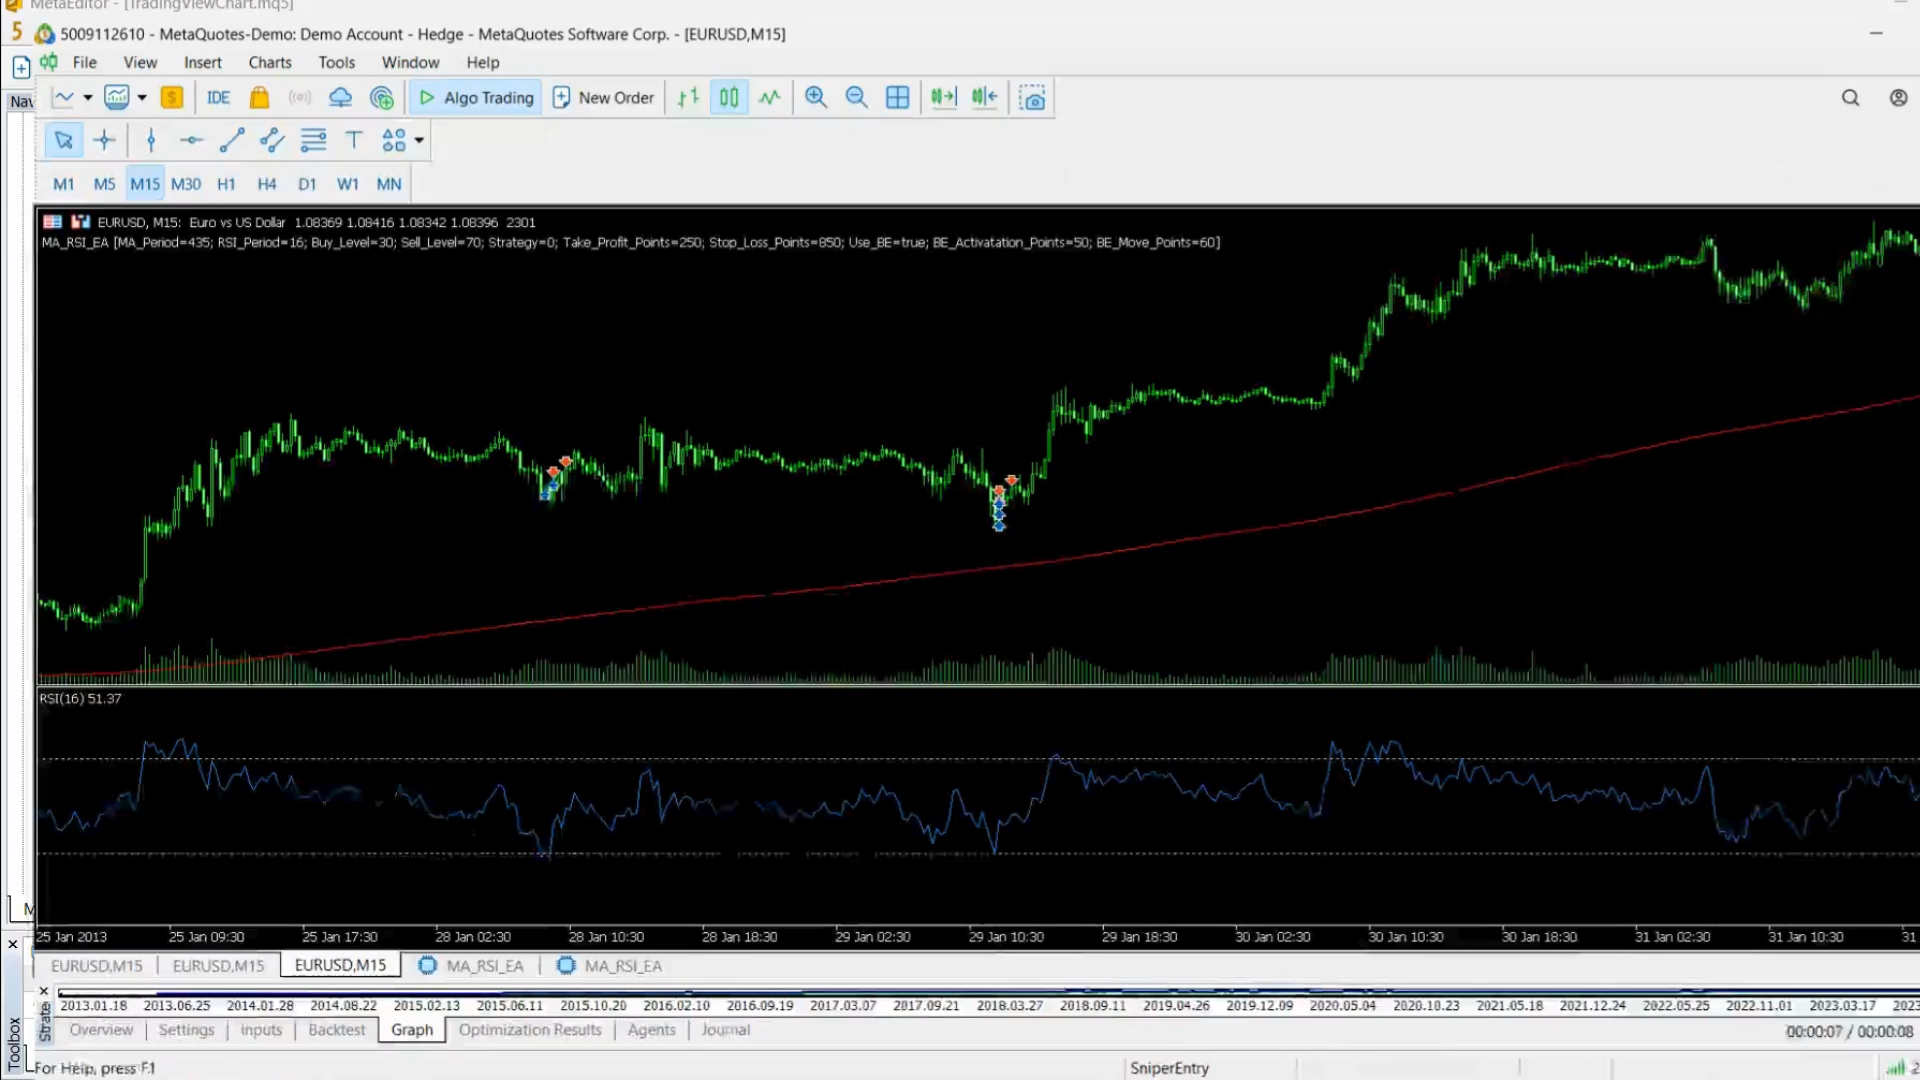 MetaEditor - [TradingViewChart.mq5]
5 5009112610 - MetaQuotes-Demo: Demo Account - Hedge - MetaQuotes Software Corp. - [EURUSD,M15]
File View Insert Charts Tools Window Help
Nav
IDE Algo Trading New Order
T
M1 M5 M15 M30 H1 H4 D1 W1 MN
EURUSD, M15: Euro vs US Dollar 1.08369 1.08416 1.08342 1.08396 2301
MA_RSI_EA [MA_Period=435; RSI_Period=16; Buy_Level=30; Sell_Level=70; Strategy=0; Take_Profit_Points=250; Stop_Loss_Points=850; Use_BE=true; BE_Activatation_Points=50; BE_Move_Points=60]
RSI(16) 51.37
M
25 Jan 2013 25 Jan 09:30 25 Jan 17:30 28 Jan 02:30 28 Jan 10:30 28 Jan 18:30 29 Jan 02:30 29 Jan 10:30 29 Jan 18:30 30 Jan 02:30 30 Jan 10:30 30 Jan 18:30 31 Jan 02:30 31 Jan 10:30 31
EURUSD,M15 EURUSD,M15 EURUSD,M15 MA_RSI_EA MA_RSI_EA
2013.01.18 2013.06.25 2014.01.28 2014.08.22 2015.02.13 2015.06.11 2015.10.20 2016.02.10 2016.09.19 2017.03.07 2017.09.21 2018.03.27 2018.09.11 2019.04.26 2019.12.09 2020.05.04 2020.10.23 2021.05.18 2021.12.24 2022.05.25 2022.11.01 2023.03.17 2023
Strate
Overview Settings Inputs Backtest Graph Optimization Results Agents Journal 00:00:07 / 00:00:08
Toolbox
For Help, press F1 SniperEntry 2